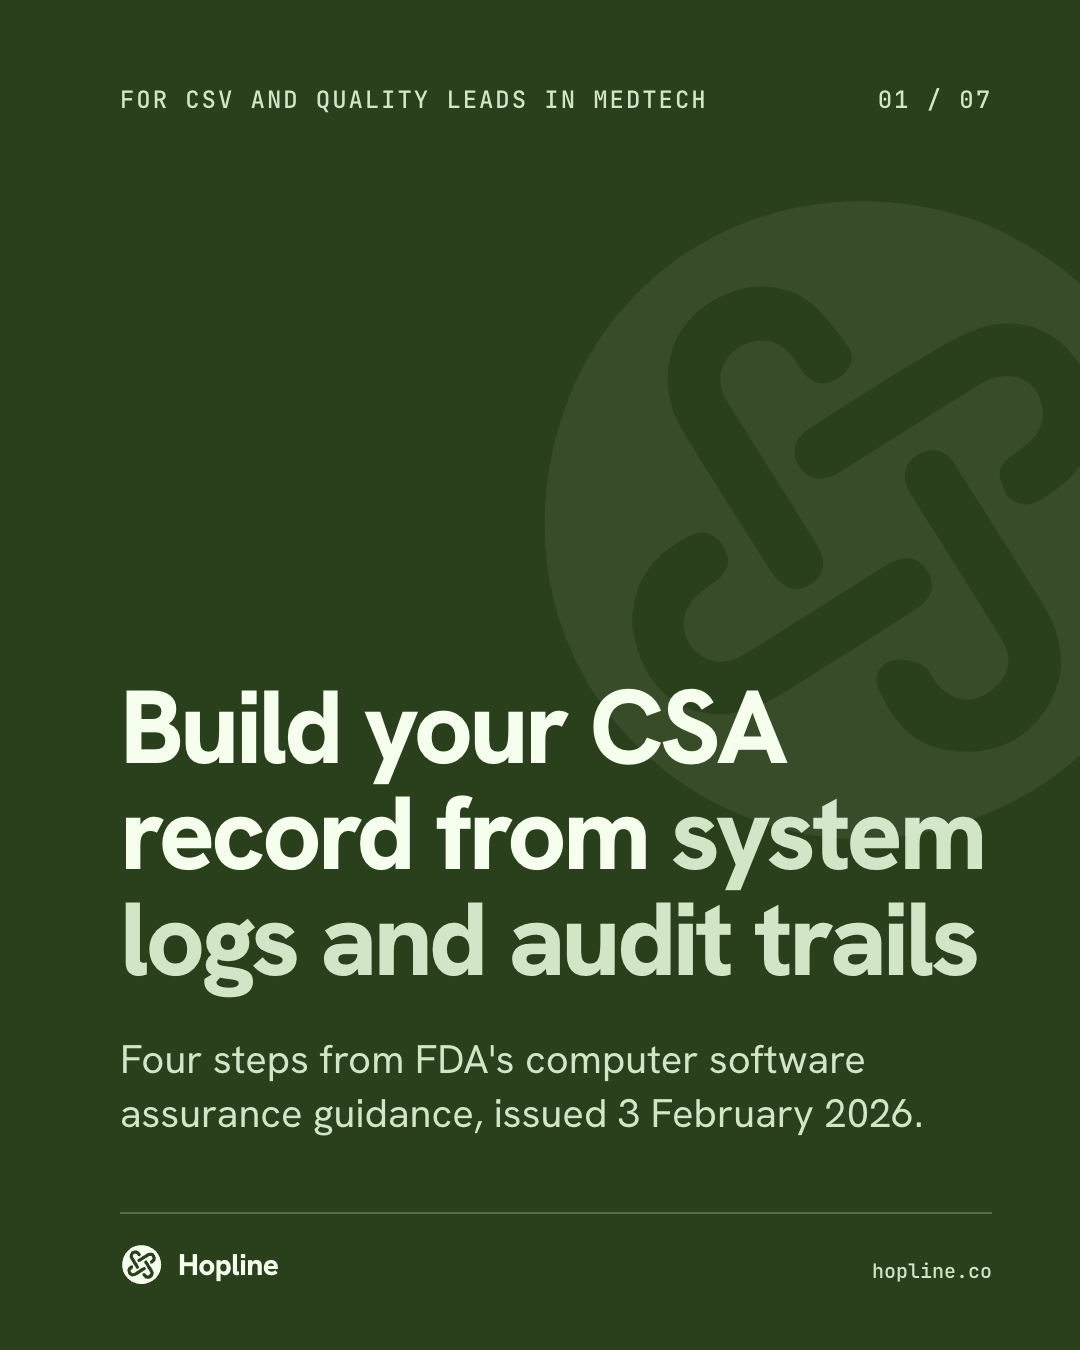 FOR CSV AND QUALITY LEADS IN MEDTECH
01 / 07
Build your CSA
record from system
logs and audit trails
Four steps from FDA's computer software
assurance guidance, issued 3 February 2026.
Hopline
hopline.co